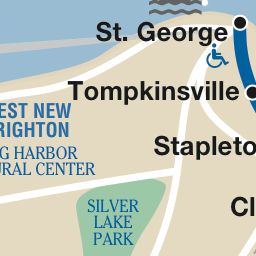 St. George
Tompkinsville
EST NEW
RIGHTON
Stapleto
G HARBOR
URAL CENTER
SILVER
LAKE
PARK
Cl